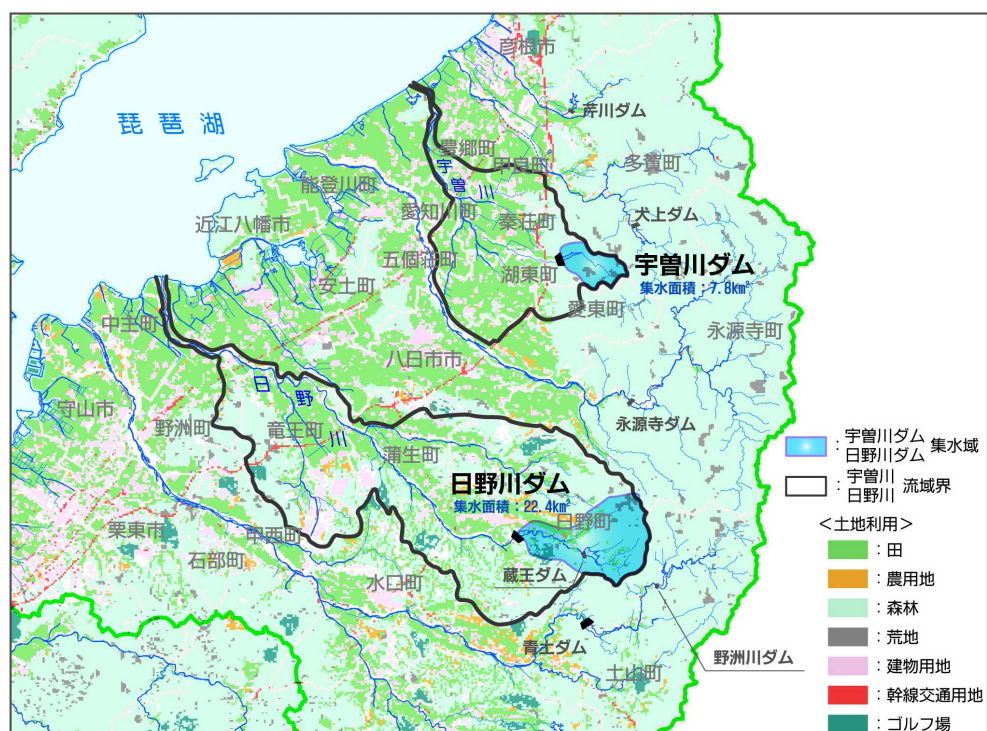 彦根市
琵琶湖
芹川ダム
豊郷町
甲良町
多賀町
宇曽川
能登川町
愛知川町
秦荘町
犬上ダム
近江八幡市
五個荘町
湖東町
宇曽川ダム
集水面積：7.8k㎡
安土町
愛東町
永源寺町
中主町
八日市市
日野川
守山市
野洲町
竜王町
永源寺ダム
蒲生町
日野川ダム
集水面積：22.4k㎡
日野町
栗東市
甲西町
石部町
水口町
蔵王ダム
青土ダム
野洲川ダム
土山町
：宇曽川ダム
日野川ダム 集水域
：宇曽川
日野川 流域界
＜土地利用＞
：田
：農用地
：森林
：荒地
：建物用地
：幹線交通用地
：ゴルフ場